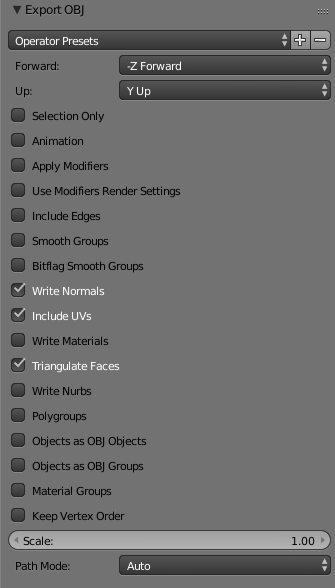 Export OBJ
Operator Presets
Forward: -Z Forward
Up: Y Up
Selection Only
Animation
Apply Modifiers
Use Modifiers Render Settings
Include Edges
Smooth Groups
Bitflag Smooth Groups
Write Normals
Include UVs
Write Materials
Triangulate Faces
Write Nurbs
Polygroups
Objects as OBJ Objects
Objects as OBJ Groups
Material Groups
Keep Vertex Order
Scale: 1.00
Path Mode: Auto